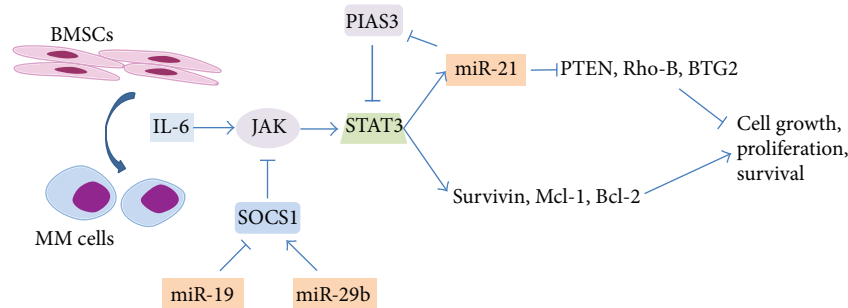 BMSCs
PIAS3
miR-21
PTEN, Rho-B, BTG2
IL-6
JAK
STAT3
Cell growth,
proliferation,
survival
Survivin, Mcl-1, Bcl-2
SOCS1
MM cells
miR-19
miR-29b